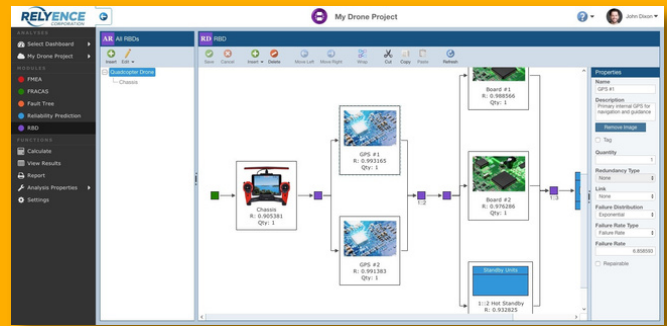 RELYENCE
CORPORATION
My Drone Project
John Dixon
ANALYSES
Select Dashboard
My Drone Project
MODULES
FMEA
FRACAS
Fault Tree
Reliability Prediction
RBD
FUNCTIONS
Calculate
View Results
Report
Analysis Properties
Settings
AR All RBDs
Insert Edit
Quadcopter Drone
Chassis
RD RBD
Save Cancel Insert Delete Move Left Move Right Wrap Cut Copy Paste Refresh
Chassis
R: 0.905381
Qty: 1
GPS #1
R: 0.993165
Qty: 1
GPS #2
R: 0.991383
Qty: 1
1::2
Board #1
R: 0.988566
Qty: 1
Board #2
R: 0.976286
Qty: 1
Standby Units
1::2 Hot Standby
R: 0.932825
1::3
Properties
Name
GPS #1
Description
Primary internal GPS for
navigation and guidance
Remove Image
Tag
Quantity
1
Redundancy Type
None
Link
None
Failure Distribution
Exponential
Failure Rate Type
Failure Rate
Failure Rate
6.858593
Repairable